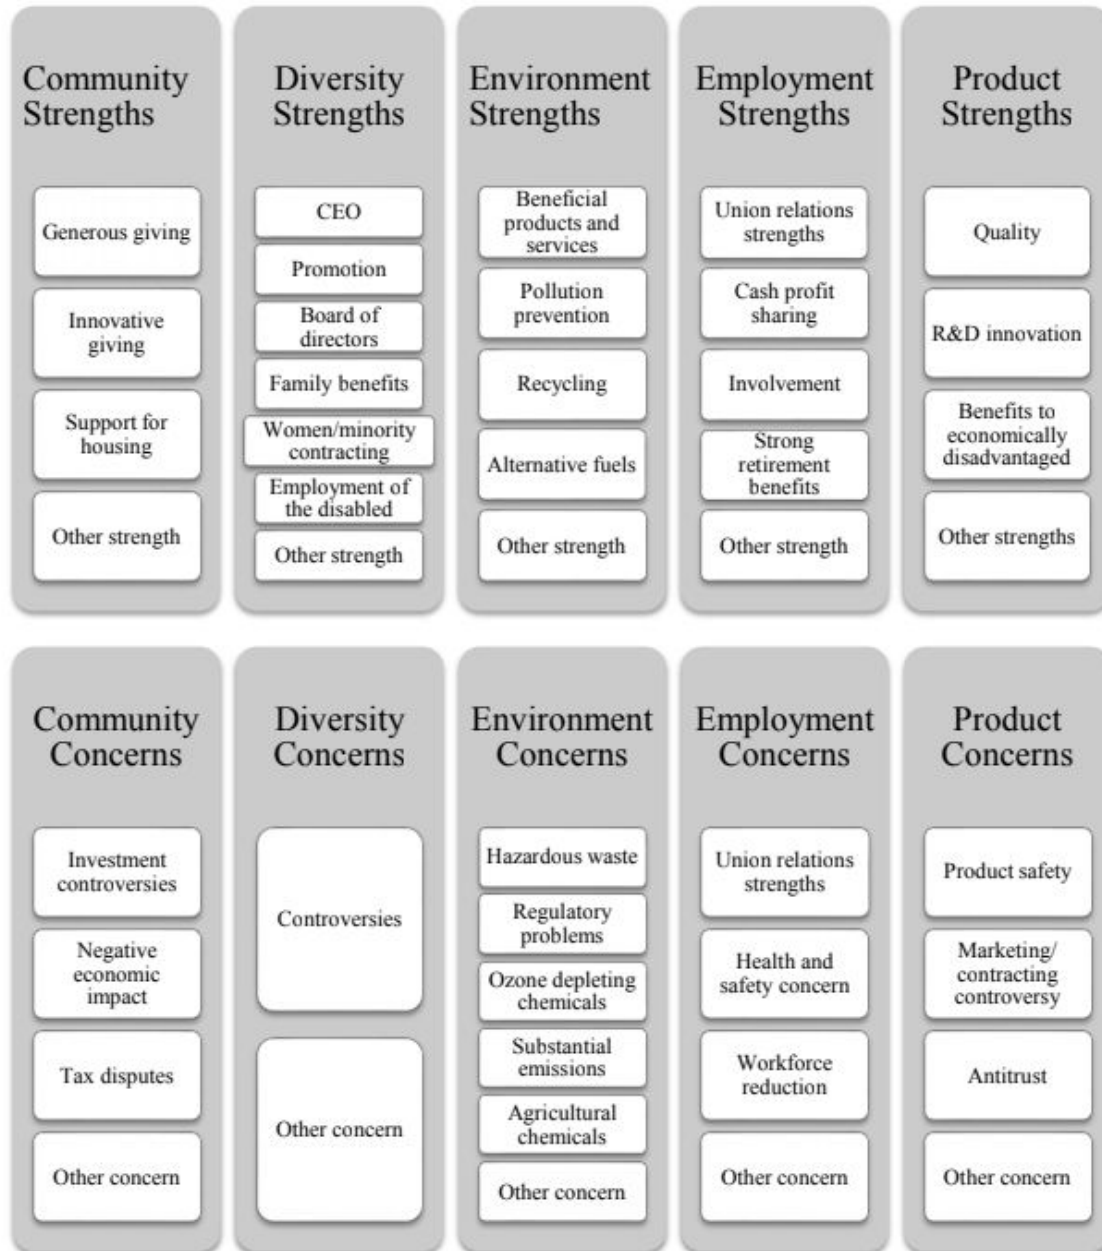 Community
Strengths
Generous giving
Innovative
giving
Support for
housing
Other strength
Diversity
Strengths
CEO
Promotion
Board of
directors
Family benefits
Women/minority
contracting
Employment of
the disabled
Other strength
Environment
Strengths
Beneficial
products and
services
Pollution
prevention
Recycling
Alternative fuels
Other strength
Employment
Strengths
Union relations
strengths
Cash profit
sharing
Involvement
Strong
retirement
benefits
Other strength
Product
Strengths
Quality
R&D innovation
Benefits to
economically
disadvantaged
Other strengths
Community
Concerns
Investment
controversies
Negative
economic
impact
Tax disputes
Other concern
Diversity
Concerns
Controversies
Other concern
Environment
Concerns
Hazardous waste
Regulatory
problems
Ozone depleting
chemicals
Substantial
emissions
Agricultural
chemicals
Other concern
Employment
Concerns
Union relations
strengths
Health and
safety concern
Workforce
reduction
Other concern
Product
Concerns
Product safety
Marketing/
contracting
controversy
Antitrust
Other concern